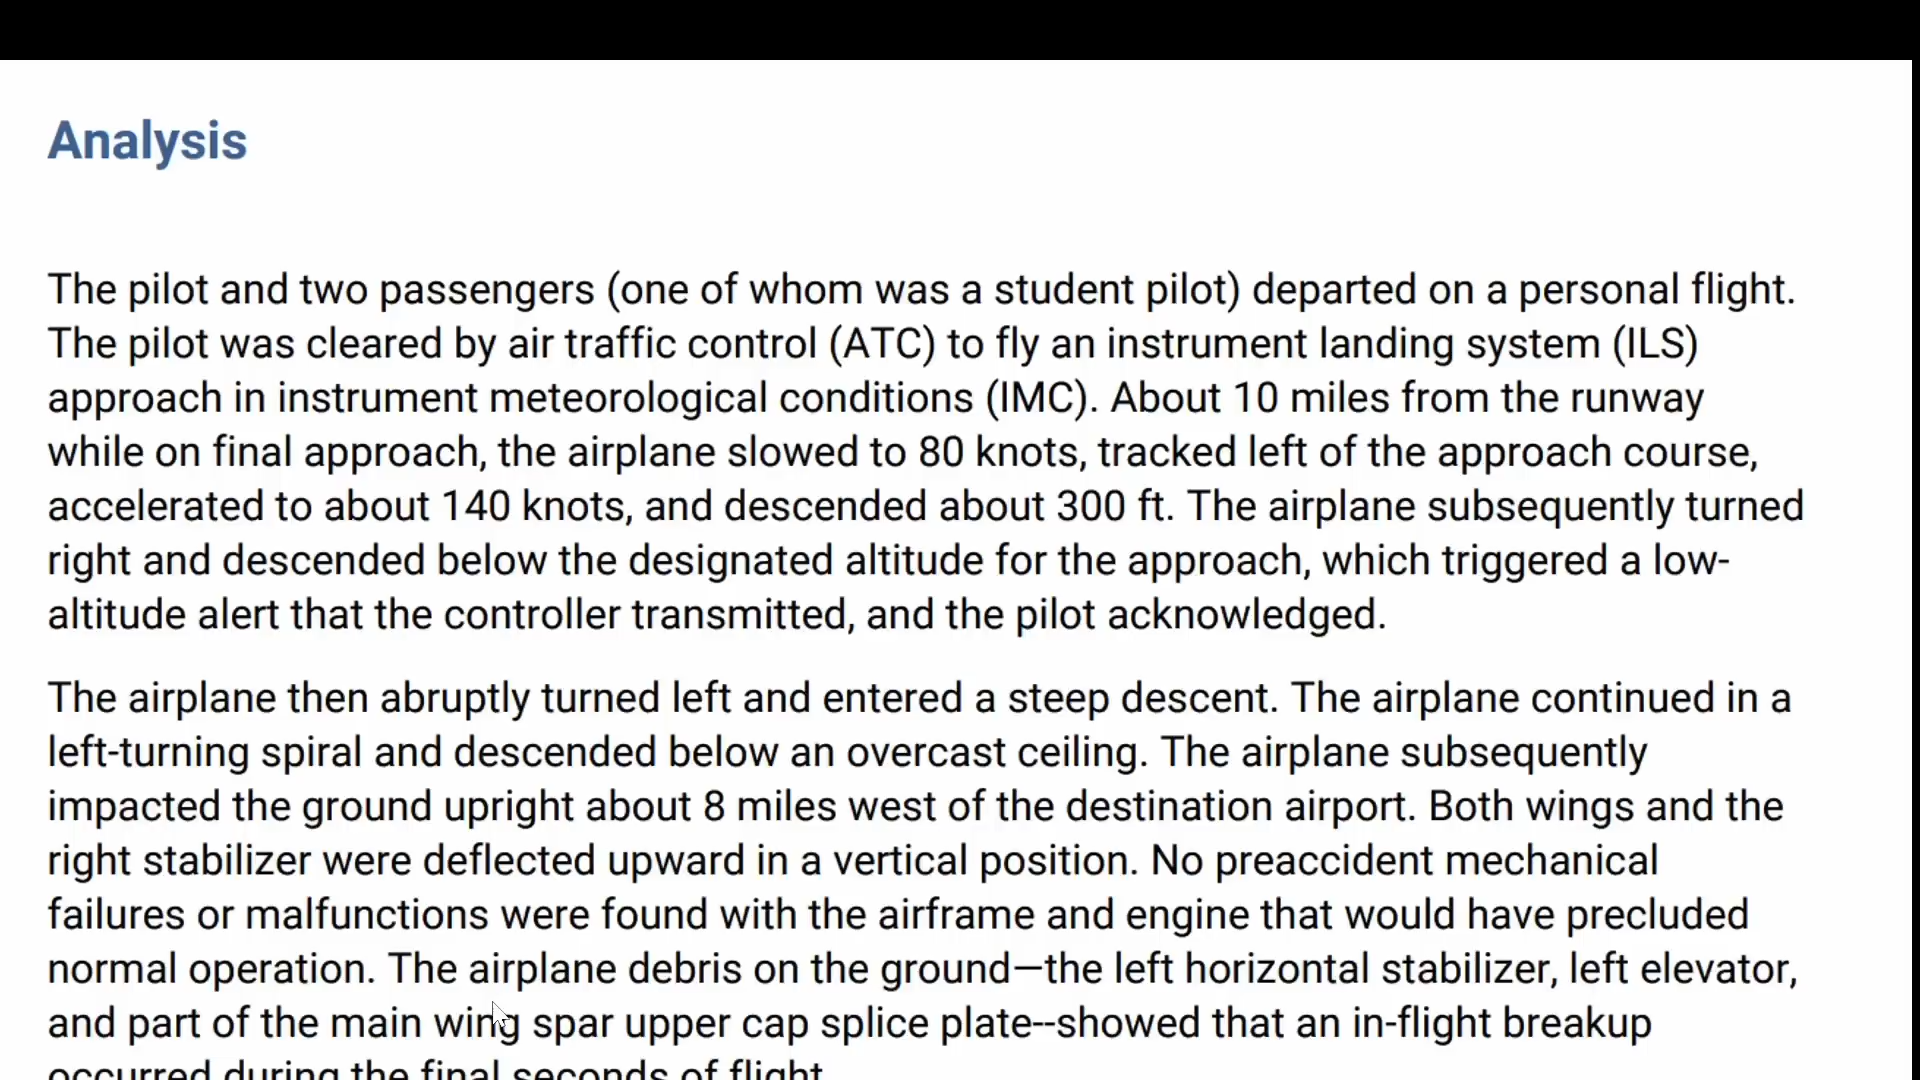 Analysis
The pilot and two passengers (one of whom was a student pilot) departed on a personal flight.
The pilot was cleared by air traffic control (ATC) to fly an instrument landing system (ILS)
approach in instrument meteorological conditions (IMC). About 10 miles from the runway
while on final approach, the airplane slowed to 80 knots, tracked left of the approach course,
accelerated to about 140 knots, and descended about 300 ft. The airplane subsequently turned
right and descended below the designated altitude for the approach, which triggered a low-
altitude alert that the controller transmitted, and the pilot acknowledged.
The airplane then abruptly turned left and entered a steep descent. The airplane continued in a
left-turning spiral and descended below an overcast ceiling. The airplane subsequently
impacted the ground upright about 8 miles west of the destination airport. Both wings and the
right stabilizer were deflected upward in a vertical position. No preaccident mechanical
failures or malfunctions were found with the airframe and engine that would have precluded
normal operation. The airplane debris on the ground—the left horizontal stabilizer, left elevator,
and part of the main wing spar upper cap splice plate--showed that an in-flight breakup
occurred during the final seconds of flight.